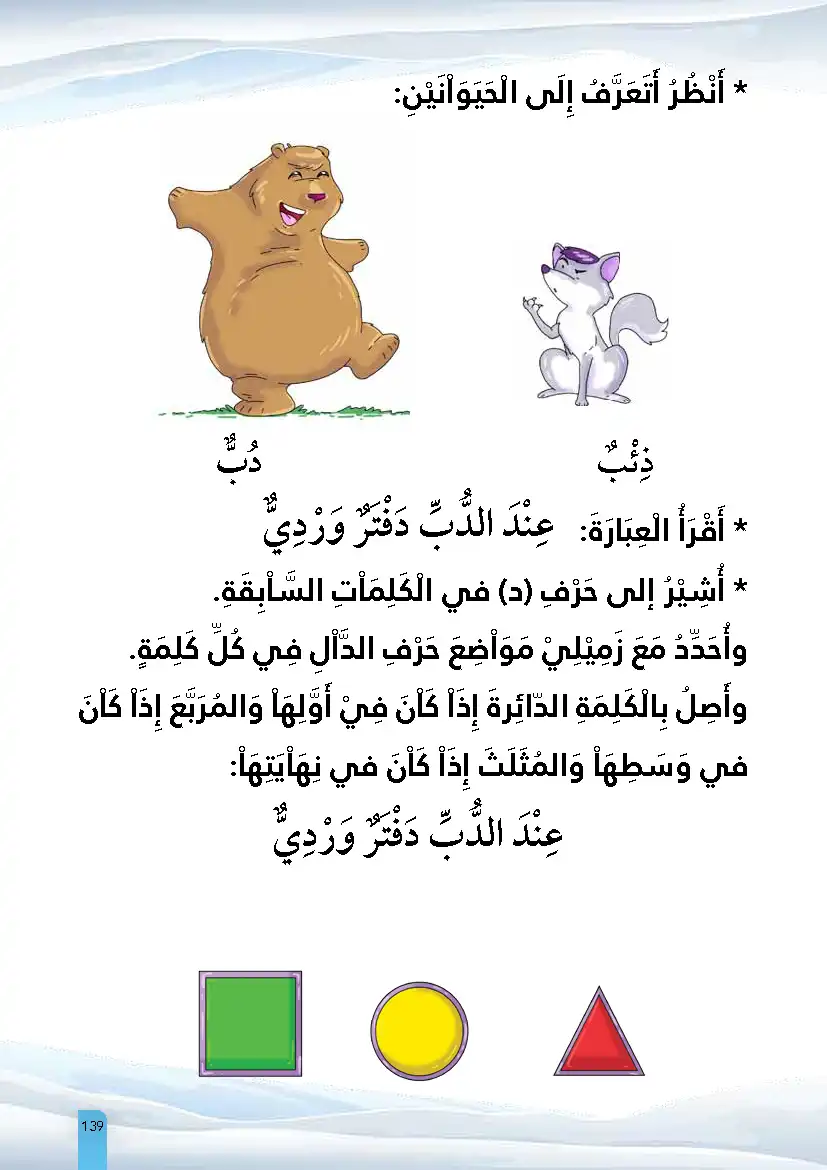 * أَنْظُرُ أَتَعَرَّفُ إِلَى الْحَيَوَاْنَيْنِ:
ذِئْبٌ
دُبٌّ
* أَقْرَأُ الْعِبَارَةَ: عِنْدَ الدُّبِّ دَفْتَرٌ وَرْدِيٌّ
* أُشِيْرُ إلى حَرْفِ (د) في الْكَلِمَاْتِ السَّاْبِقَةِ.
وأُحَدِّدُ مَعَ زَمِيْلِيْ مَوَاْضِعَ حَرْفِ الدَّاْلِ فِي كُلِّ كَلِمَةٍ.
وأَصِلُ بِالْكَلِمَةِ الدّائِرةَ إِذَاْ كَاْنَ فِيْ أَوَّلِهَاْ وَالمُرَبَّعَ إِذَاْ كَاْنَ
في وَسَطِهَاْ وَالمُثَلَثَ إِذَاْ كَاْنَ في نِهَاْيَتِهَاْ:
عِنْدَ الدُّبِّ دَفْتَرٌ وَرْدِيٌّ
139